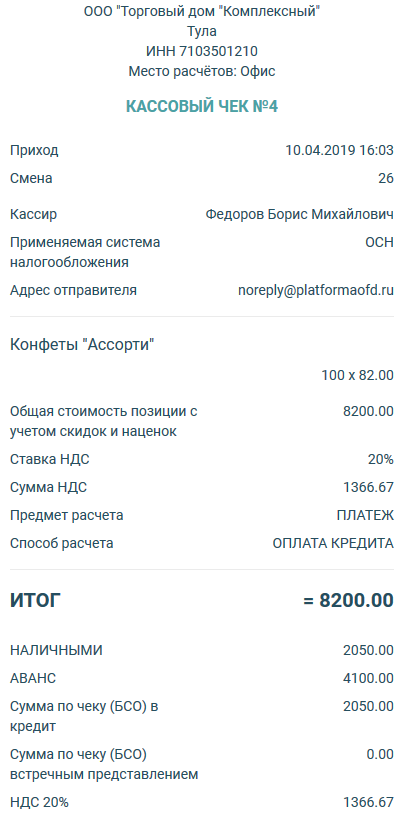 ООО "Торговый дом "Комплексный"
Тула
ИНН 7103501210
Место расчётов: Офис
КАССОВЫЙ ЧЕК №4
Приход 10.04.2019 16:03
Смена 26
Кассир Федоров Борис Михайлович
Применяемая система ОСН
налогообложения
Адрес отправителя noreply@platformaofd.ru
Конфеты "Ассорти"
100 x 82.00
Общая стоимость позиции с 8200.00
учетом скидок и наценок
Ставка НДС 20%
Сумма НДС 1366.67
Предмет расчета ПЛАТЕЖ
Способ расчета ОПЛАТА КРЕДИТА
ИТОГ = 8200.00
НАЛИЧНЫМИ 2050.00
АВАНС 4100.00
Сумма по чеку (БСО) в 2050.00
кредит
Сумма по чеку (БСО) 0.00
встречным представлением
НДС 20% 1366.67